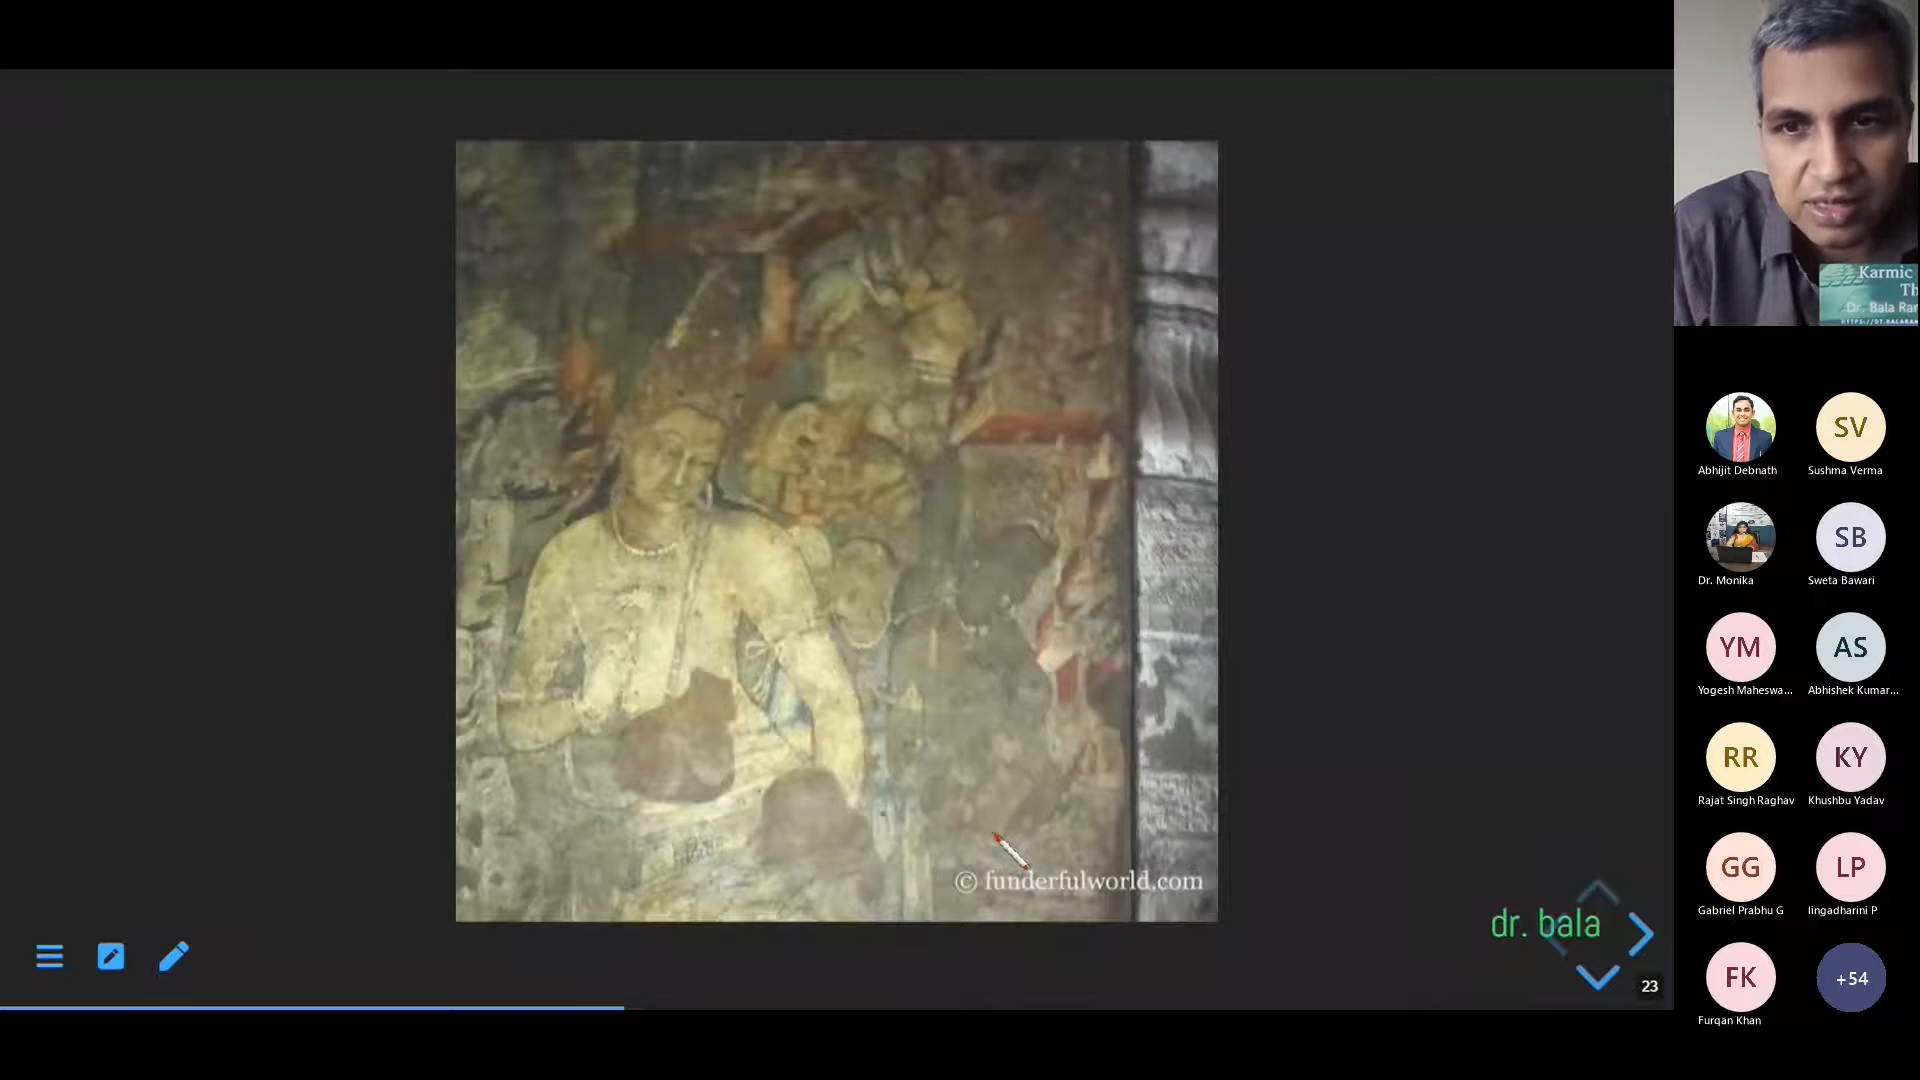 © funderfulworld.com
dr. bala
23
Karmic
Th
Dr. Bala Ram
Abhijit Debnath
SV
Sushma Verma
Dr. Monika
SB
Sweta Bawari
YM
Yogesh Maheswa...
AS
Abhishek Kumar...
RR
Rajat Singh Raghav
KY
Khushbu Yadav
GG
Gabriel Prabhu G
LP
lingadharini P
FK
Furqan Khan
+54